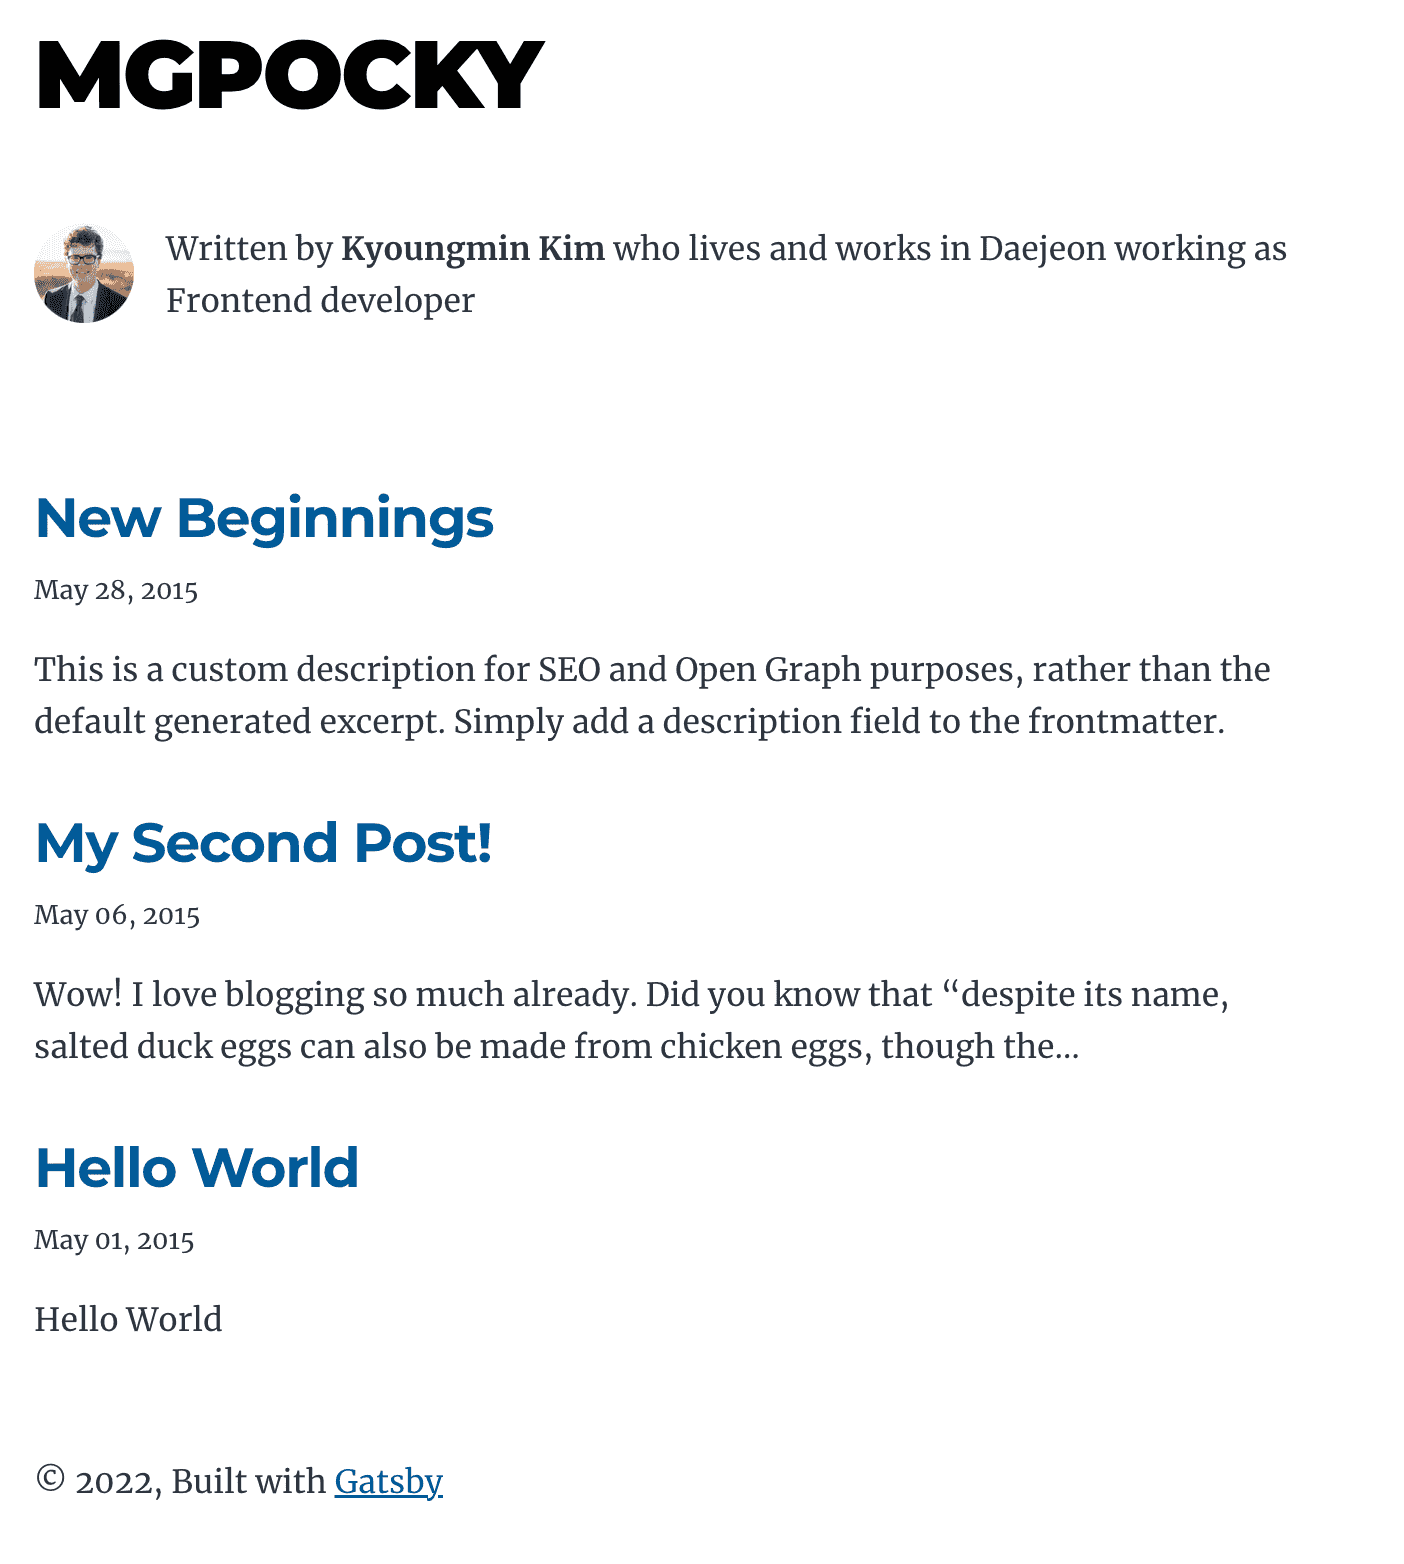 MGPOCKY
Written by Kyoungmin Kim who lives and works in Daejeon working as
Frontend developer
New Beginnings
May 28, 2015
This is a custom description for SEO and Open Graph purposes, rather than the
default generated excerpt. Simply add a description field to the frontmatter.
My Second Post!
May 06, 2015
Wow! I love blogging so much already. Did you know that “despite its name,
salted duck eggs can also be made from chicken eggs, though the…
Hello World
May 01, 2015
Hello World
© 2022, Built with Gatsby